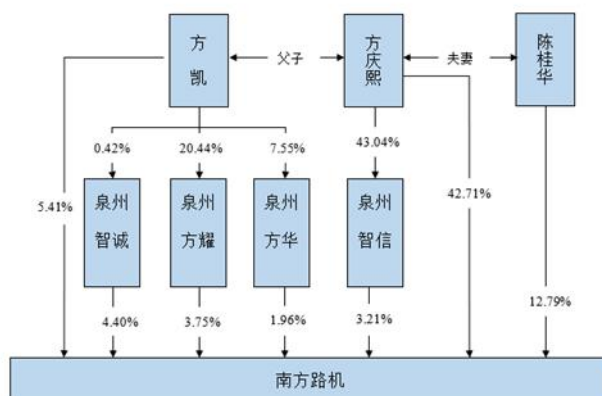 方凯
父子
方庆熙
夫妻
陈桂华
0.42%
20.44%
7.55%
43.04%
5.41%
泉州
智诚
泉州
方耀
泉州
方华
泉州
智信
42.71%
4.40%
3.75%
1.96%
3.21%
12.79%
南方路机